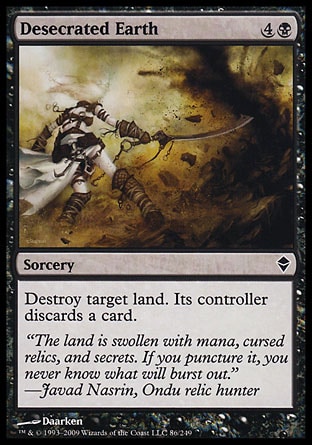 Desecrated Earth 4
Sorcery
Destroy target land. Its controller
discards a card.
“The land is swollen with mana, cursed
relics, and secrets. If you puncture it, you
never know what will burst out.”
—Javad Nasrin, Ondu relic hunter
Daarken
™ & © 1993–2009 Wizards of the Coast LLC 86/249